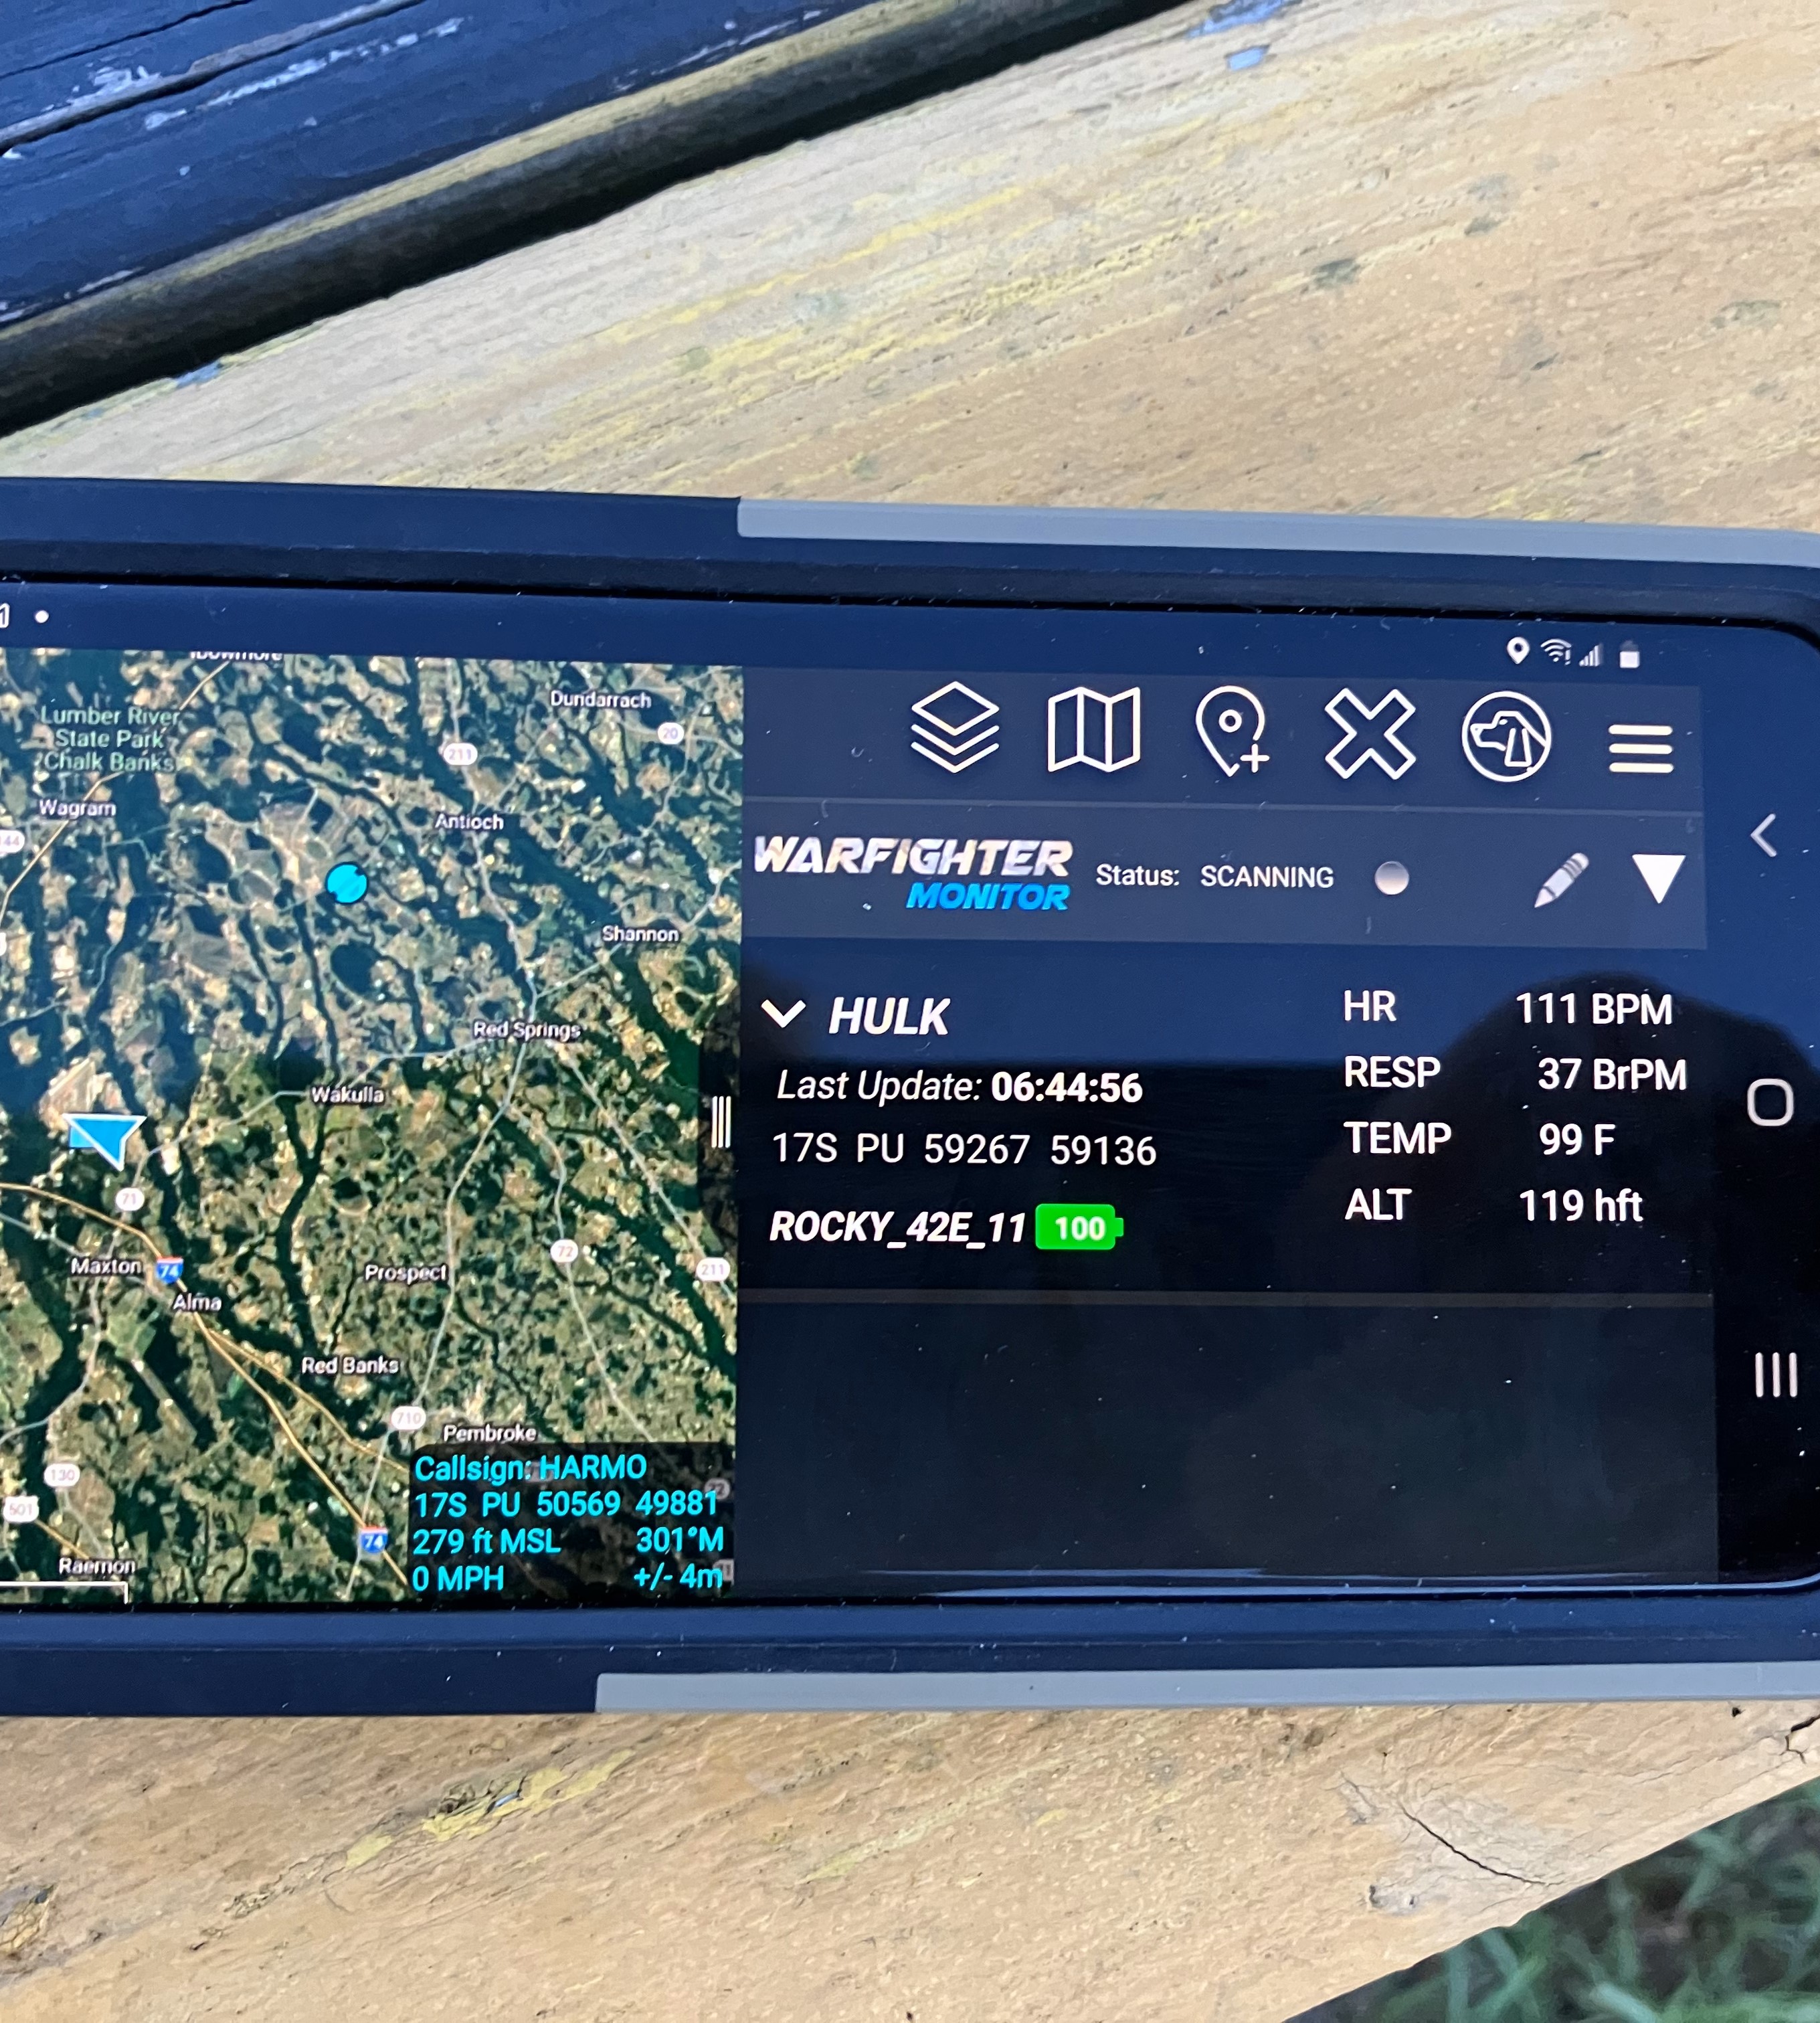 Lumber River
State Park
Chalk Banks
Dundarrach
20
211
Wagram
Antioch
Shannon
Red Springs
Wakulla
71
72
Maxton
74
Prospect
211
Alma
Red Banks
710
Pembroke
130
501
74
Raemon
Callsign: HARMO
17S PU 50569 49881
279 ft MSL 301°M
0 MPH +/- 4m
WARFIGHTER
MONITOR
Status: SCANNING
HULK
Last Update: 06:44:56
17S PU 59267 59136
ROCKY_42E_11 100
HR 111 BPM
RESP 37 BrPM
TEMP 99 F
ALT 119 hft